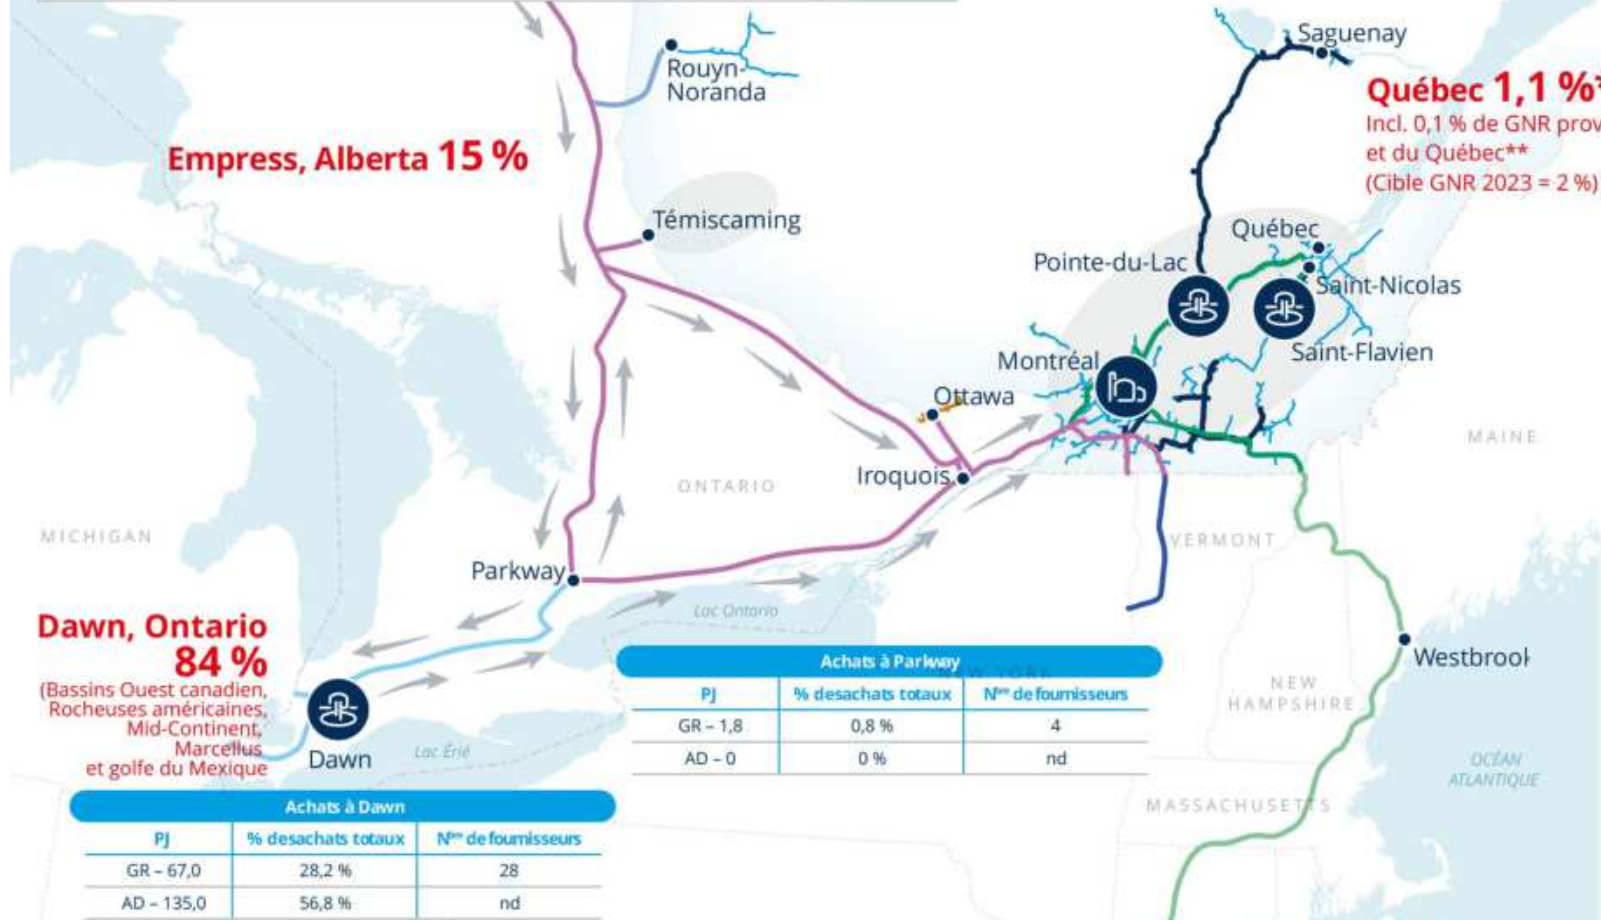 Saguenay
Rouyn-
Noranda
Québec 1,1 %*
Incl. 0,1 % de GNR prov
et du Québec**
(Cible GNR 2023 = 2 %)
Empress, Alberta 15 %
Témiscaming
Québec
Pointe-du-Lac
Saint-Nicolas
Saint-Flavien
Montréal
Ottawa
MAINE
Iroquois
ONTARIO
MICHIGAN
VERMONT
Parkway
Lac Ontario
Dawn, Ontario
84 %
(Bassins Ouest canadien,
Rocheuses américaines,
Mid-Continent,
Marcellus
et golfe du Mexique
Dawn
Lac Érié
Westbrook
NEW YORK
NEW
HAMPSHIRE
OCÉAN
ATLANTIQUE
MASSACHUSETTS
Achats à Parkway
PJ % desachats totaux Nbre de fournisseurs
GR – 1,8 0,8 % 4
AD – 0 0 % nd
Achats à Dawn
PJ % desachats totaux Nbre de fournisseurs
GR – 67,0 28,2 % 28
AD – 135,0 56,8 % nd